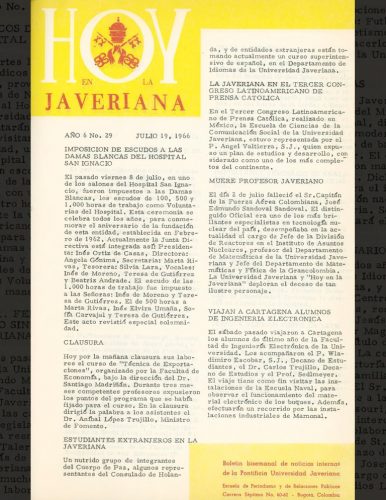 HOY
EN LA
JAVERIANA
AÑO 6 No. 29 JULIO 19, 1966
IMPOSICION DE ESCUDOS A LAS
DAMAS BLANCAS DEL HOSPITAL
SAN IGNACIO
El pasado viernes 8 de julio, en
uno de los salones del Hospital San Igna-
cio, fueron impuestos a las Damas
Blancas, los escudos de 100, 500 y
1,000 horas de trabajo como Volunta-
rias del Hospital. Esta ceremonia se
celebra todos los años, para conme-
morar el aniversario de la fundación
de esta entidad, establecida en Febre-
ro de 1962. Actualmente la Junta Di-
rectiva está integrada así: Presiden-
ta Inés Ortiz de Casas, Directora:
Angela Gómez, Secretaria: Marta Ri-
vas, Tesorera: Silvia Lara, Vocales:
Inés de Moreno, Teresa de Gutiérrez
y Beatriz Andrade. El escudo de las
1,000 horas de trabajo fue impuesto
a las Señoras: Inés de Moreno y Tere-
sa de Gutiérrez. El de 500 horas a
Marta Rivas, Inés Elvira Umaña, So-
fía Carvajal y Teresa de Gutiérrez.
Este acto revistió especial solemni-
dad.
CLAUSURA
Hoy por la mañana clausura sus labo-
res el curso de "Técnica de Exporta-
ciones", organizado por la Facultad de
Economía, bajo la dirección del Dr.
Santiago Madriñán. Durante tres me-
ses competentes profesores expusieron
los puntos del programa que se había
fijado para el curso. En la clausura
dirigió la palabra a los asistentes el
Dr. Aníbal López Trujillo, Ministro
de Fomento.
ESTUDIANTES EXTRANJEROS EN LA
JAVERIANA
Un nutrido grupo de integrantes
del Cuerpo de Paz, algunos repre-
sentantes del Consulado de Holan-
da, y de entidades extranjeras están to-
mando actualmente un curso superinten-
sivo de español, en el Departamento de
Idiomas de la Universidad Javeriana.
LA JAVERIANA EN EL TERCER CON-
GRESO LATINOAMERICANO DE
PRENSA CATOLICA
En el Tercer Congreso Latinoamerica-
no de Prensa Católica, realizado en
México, la Escuela de Ciencias de la
Comunicación Social de la Universidad
Javeriana, estuvo representada por el
P. Angel Valtierra, S.J., quien expu-
so un plan de estudios y desarrollo, con
siderado como uno de los más comple-
tos del continente.
MUERE PROFESOR JAVERIANO
El día 8 de julio falleció el Sr. Capitán
de la Fuerza Aérea Colombiana, José
Edmundo Sandoval Sandoval. El dis-
tinguido Oficial era uno de los más bri-
llantes especialistas en tecnología nu-
clear del país, desempeñaba en la ac-
tualidad el cargo de Jefe de la División
de Reactores en el Instituto de Asuntos
Nucleares, profesor del Departamento
de Matemáticas de la Universidad Jave-
riana y Jefe del Departamento de Mate-
máticas y Física de la Grancolombia.
La Universidad Javeriana y "Hoy en la
Javeriana" deploran el deceso de tan
ilustre personaje.
VIAJAN A CARTAGENA ALUMNOS
DE INGENIERIA ELECTRONICA
El sábado pasado viajaron a Cartagena
los alumnos de último año de la Facul-
tad de Ingeniería Electrónica de la Uni-
versidad. Los acompañaron el P. Wla-
dimiro Escobar, S.J., Decano de Estu-
diantes, el Dr. Carlos Trujillo, Deca-
no de Estudios y el Prof. Sedlmeyer.
El viaje tiene como fin visitar las ins-
talaciones de la Escuela Naval, para
observar el funcionamiento del mate-
rial electrónico de los buques. Además,
efectuarán un recorrido por las insta-
laciones industriales de Mamonal.
Boletín bisemanal de noticias internas
de la Pontificia Universidad Javeriana
Escuela de Periodismo y de Relaciones Públicas
Carrera Séptima No. 40-62 - Bogotá, Colombia